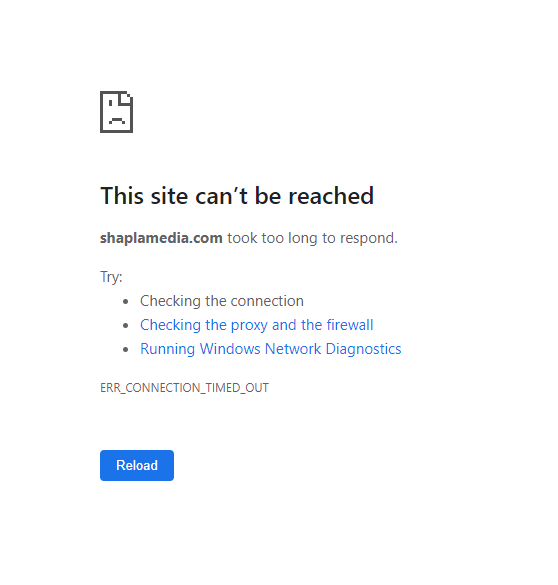 This site can’t be reached
shaplamedia.com took too long to respond.
Try:
• Checking the connection
• Checking the proxy and the firewall
• Running Windows Network Diagnostics
ERR_CONNECTION_TIMED_OUT
Reload